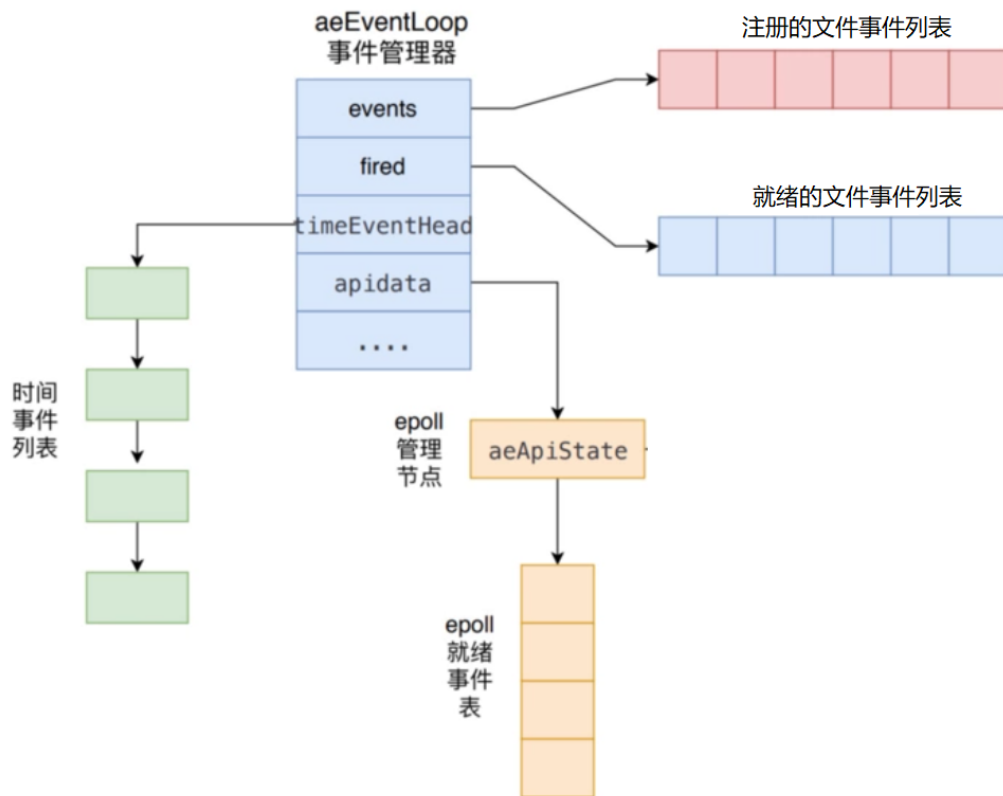 aeEventLoop
事件管理器
注册的文件事件列表
events
fired
就绪的文件事件列表
timeEventHead
apidata
....
时间
事件
列表
epoll
管理
节点
aeApiState
epoll
就绪
事件
表